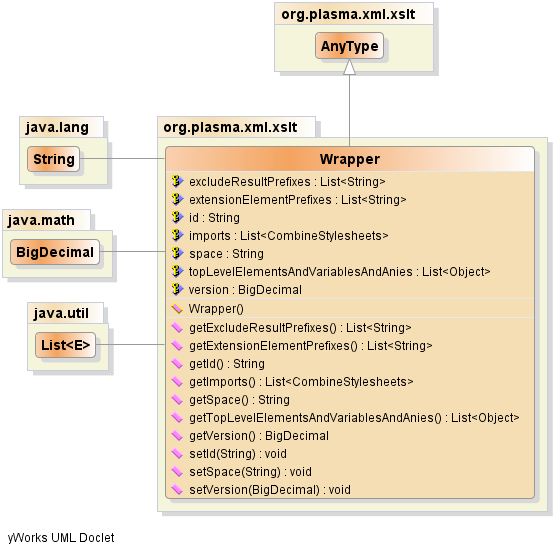 org.plasma.xml.xslt
AnyType
java.lang
String
java.math
BigDecimal
java.util
List<E>
org.plasma.xml.xslt
Wrapper
excludeResultPrefixes : List<String>
extensionElementPrefixes : List<String>
id : String
imports : List<CombineStylesheets>
space : String
topLevelElementsAndVariablesAndAnies : List<Object>
version : BigDecimal
Wrapper()
getExcludeResultPrefixes() : List<String>
getExtensionElementPrefixes() : List<String>
getId() : String
getImports() : List<CombineStylesheets>
getSpace() : String
getTopLevelElementsAndVariablesAndAnies() : List<Object>
getVersion() : BigDecimal
setId(String) : void
setSpace(String) : void
setVersion(BigDecimal) : void
yWorks UML Doclet